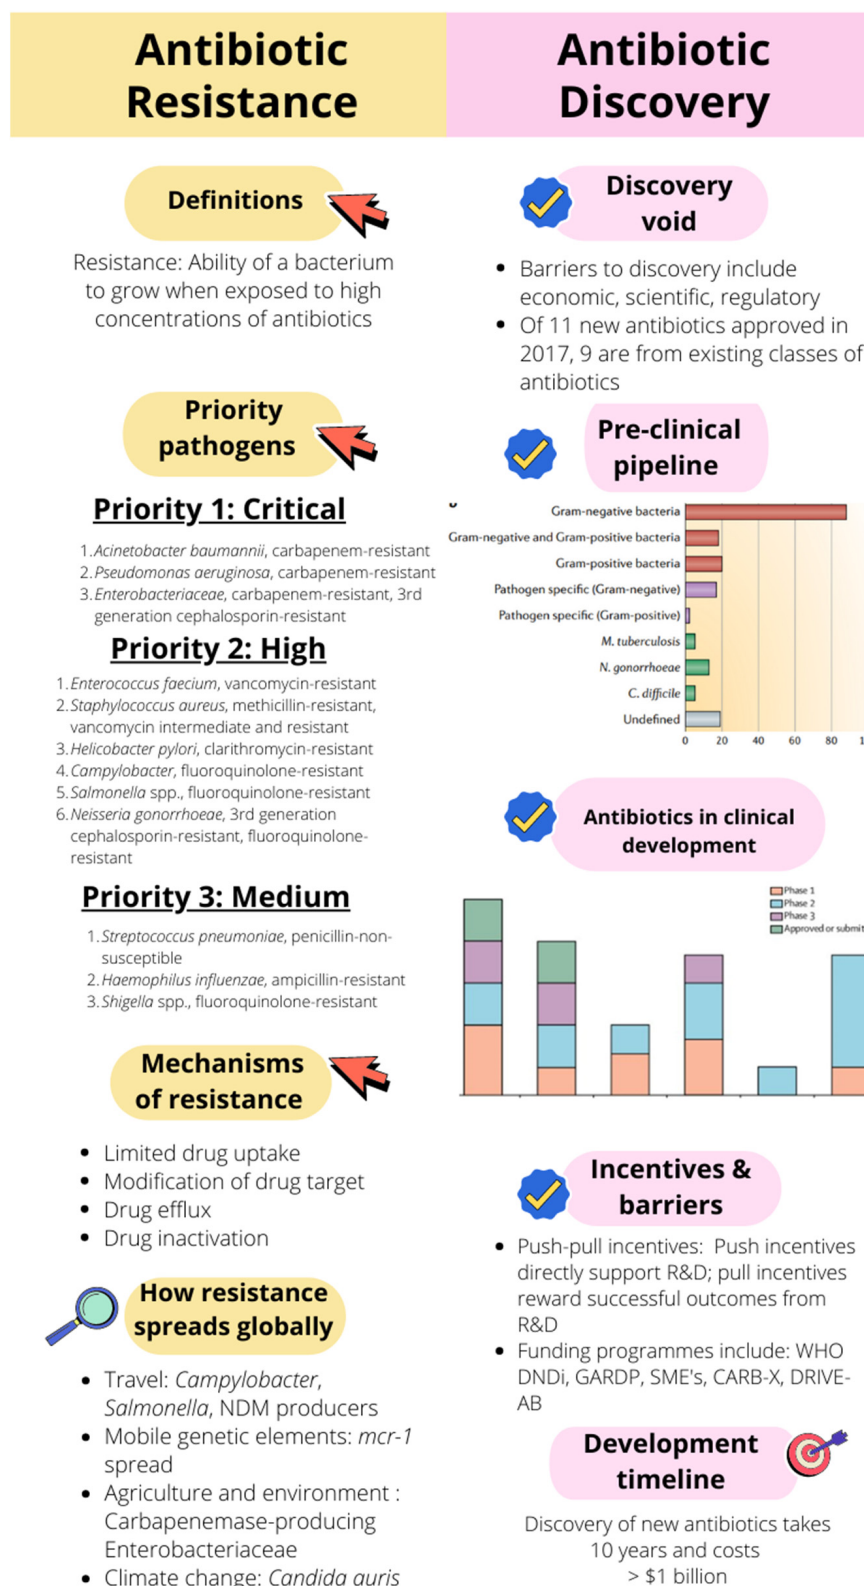 Antibiotic
Resistance
Definitions
Resistance: Ability of a bacterium
to grow when exposed to high
concentrations of antibiotics
Priority
pathogens
Priority 1: Critical
1. Acinetobacter baumannii, carbapenem-resistant
2. Pseudomonas aeruginosa, carbapenem-resistant
3. Enterobacteriaceae, carbapenem-resistant, 3rd
generation cephalosporin-resistant
Priority 2: High
1. Enterococcus faecium, vancomycin-resistant
2. Staphylococcus aureus, methicillin-resistant,
vancomycin intermediate and resistant
3. Helicobacter pylori, clarithromycin-resistant
4. Campylobacter, fluoroquinolone-resistant
5. Salmonella spp., fluoroquinolone-resistant
6. Neisseria gonorrhoeae, 3rd generation
cephalosporin-resistant, fluoroquinolone-
resistant
Priority 3: Medium
1. Streptococcus pneumoniae, penicillin-non-
susceptible
2. Haemophilus influenzae, ampicillin-resistant
3. Shigella spp., fluoroquinolone-resistant
Mechanisms
of resistance
• Limited drug uptake
• Modification of drug target
• Drug efflux
• Drug inactivation
How resistance
spreads globally
• Travel: Campylobacter,
Salmonella, NDM producers
• Mobile genetic elements: mcr-1
spread
• Agriculture and environment :
Carbapenemase-producing
Enterobacteriaceae
• Climate change: Candida auris
Antibiotic
Discovery
Discovery
void
• Barriers to discovery include
economic, scientific, regulatory
• Of 11 new antibiotics approved in
2017, 9 are from existing classes of
antibiotics
Pre-clinical
pipeline
Gram-negative bacteria
Gram-negative and Gram-positive bacteria
Gram-positive bacteria
Pathogen specific (Gram-negative)
Pathogen specific (Gram-positive)
M. tuberculosis
N. gonorrhoeae
C. difficile
Undefined
0 20 40 60 80
Antibiotics in clinical
development
Phase 1
Phase 2
Phase 3
Approved or submit
Incentives &
barriers
• Push-pull incentives: Push incentives
directly support R&D; pull incentives
reward successful outcomes from
R&D
• Funding programmes include: WHO
DNDi, GARDP, SME's, CARB-X, DRIVE-
AB
Development
timeline
Discovery of new antibiotics takes
10 years and costs
> $1 billion